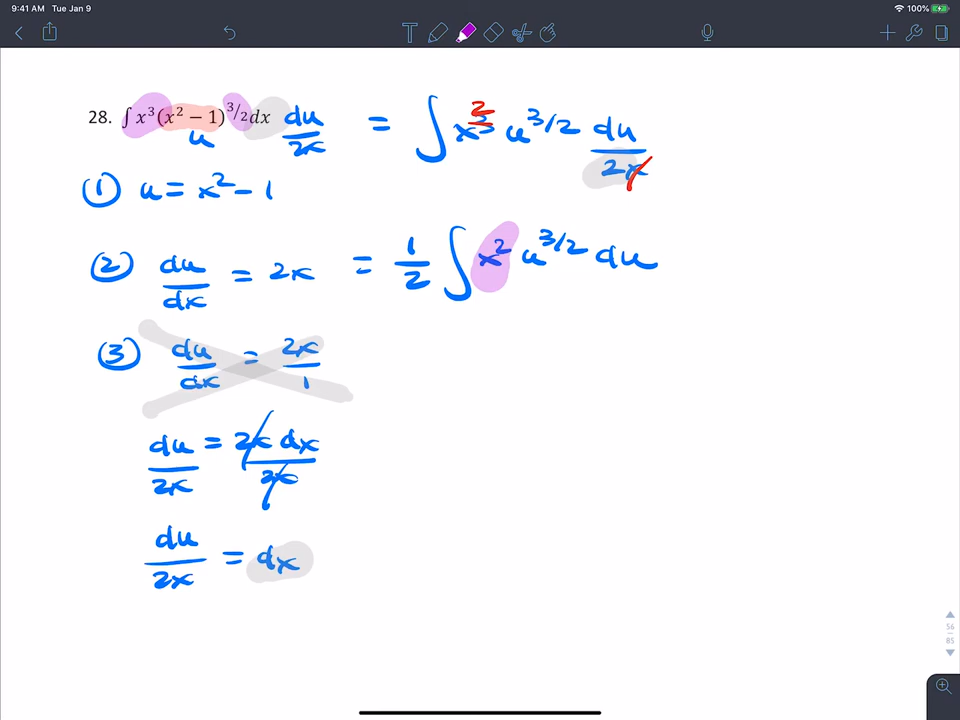 9:41 AM Tue Jan 9
100%
T
28. ∫ x³(x² − 1)^3/2 dx
u du/2x = ∫ x³ 2 u^3/2 du/2x
① u = x² − 1
② du/dx = 2x
= 1/2 ∫ x² u^3/2 du
③ du/dx = 2x/1
du/2x = 2x dx/2x
du/2x = dx
56
85